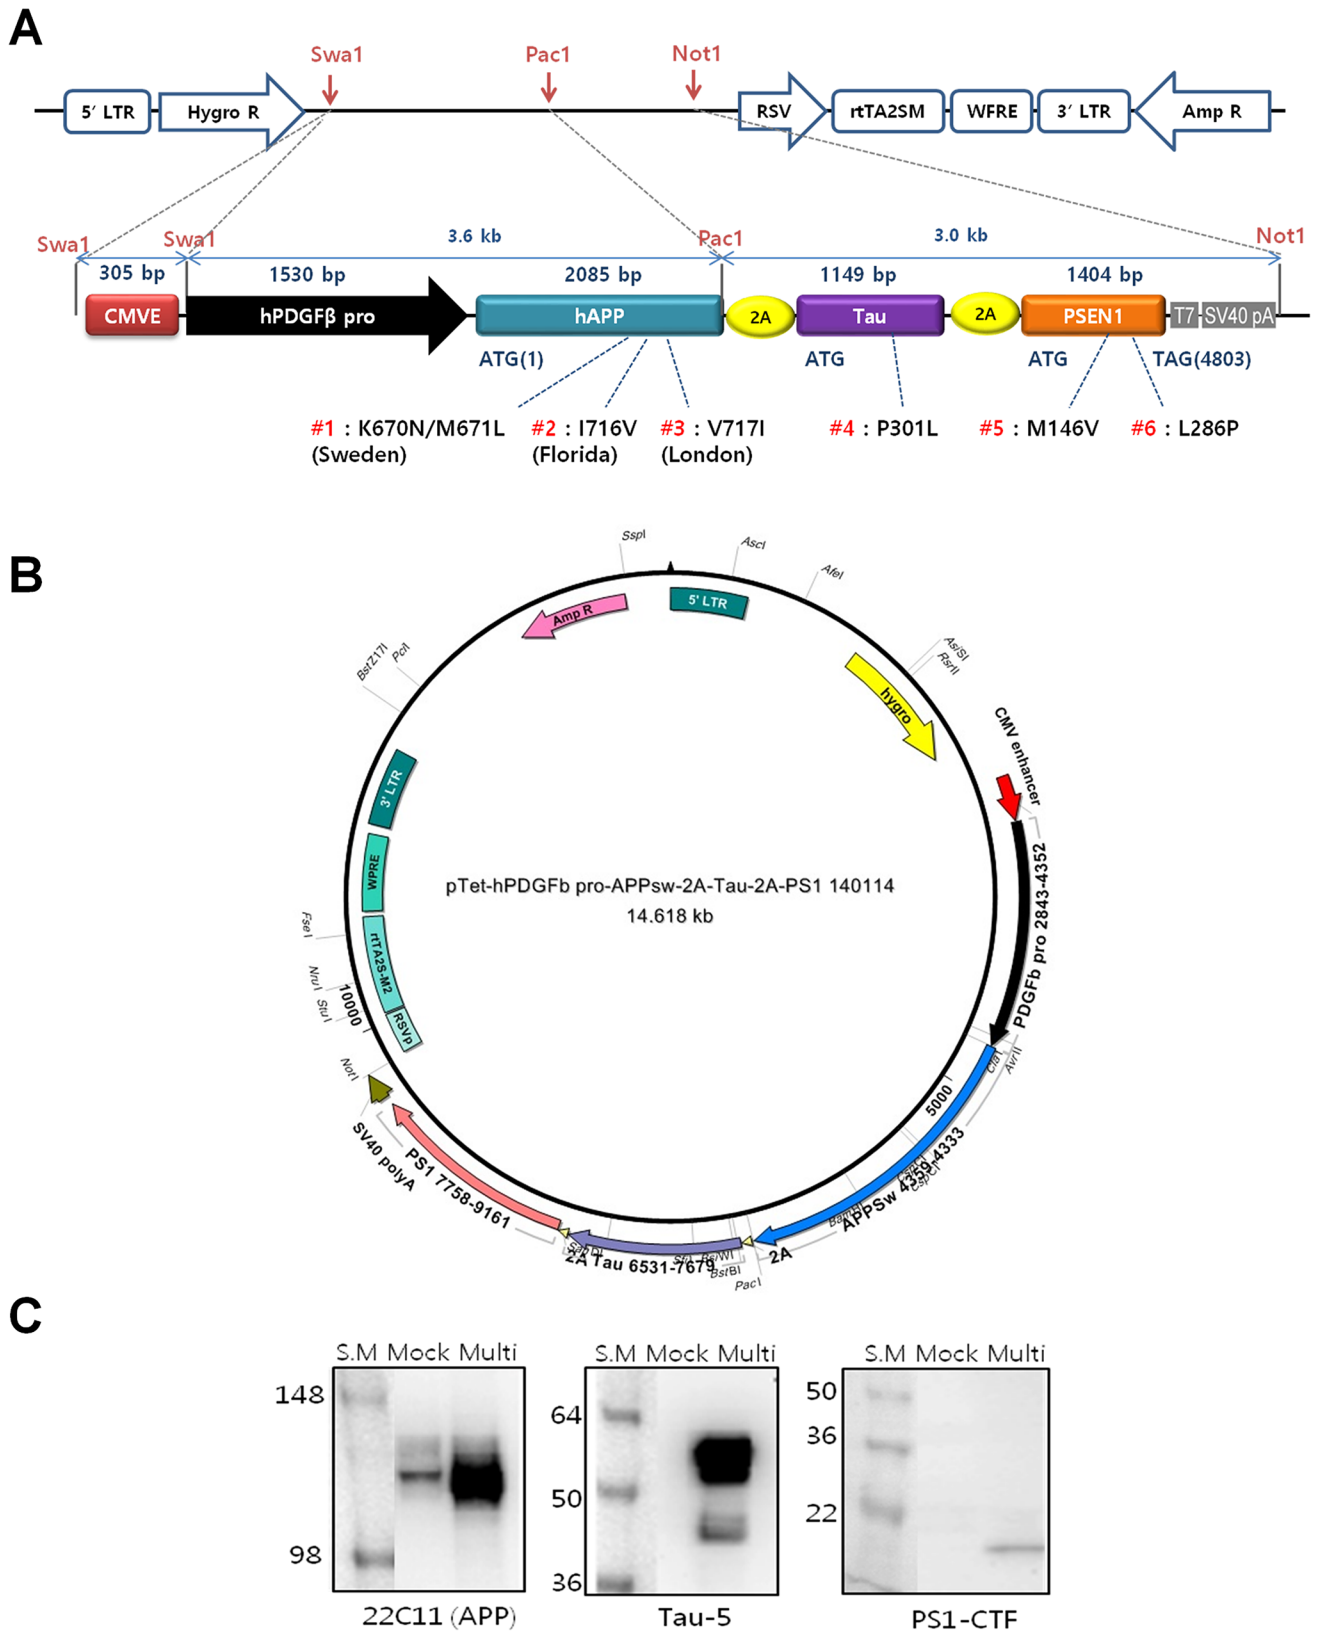 A
Swa1 Pac1 Not1
5′ LTR Hygro R RSV rtTA2SM WFRE 3′ LTR Amp R
Swa1 Swa1 3.6 kb Pac1 3.0 kb Not1
305 bp 1530 bp 2085 bp 1149 bp 1404 bp
CMVE hPDGFβ pro hAPP 2A Tau 2A PSEN1 T7 SV40 pA
ATG(1) ATG ATG TAG(4803)
#1 : K670N/M671L #2 : I716V #3 : V717I #4 : P301L #5 : M146V #6 : L286P
(Sweden) (Florida) (London)
B
SspI
AscI
AfeI
5' LTR
Amp R
AsiSI
RsrII
hygro
BstZ17I
PciI
CMV enhancer
3' LTR
WPRE
PDGFb pro 2843-4352
pTet-hPDGFb pro-APPsw-2A-Tau-2A-PS1 140114
14.618 kb
FseI
rtTA2S-M2
NruI
StuI
10000
RSVp
NotI
ClaI
AvrII
5000
SV40 polyA
PS1 7758-9161
APPSw 4359-4333
CspCI
BamHI
2A
2A Tau 6531-7679
BsiWI
BstBI
PacI
C
S.M Mock Multi S.M Mock Multi S.M Mock Multi
148
98
64
50
36
50
36
22
22C11 (APP) Tau-5 PS1-CTF